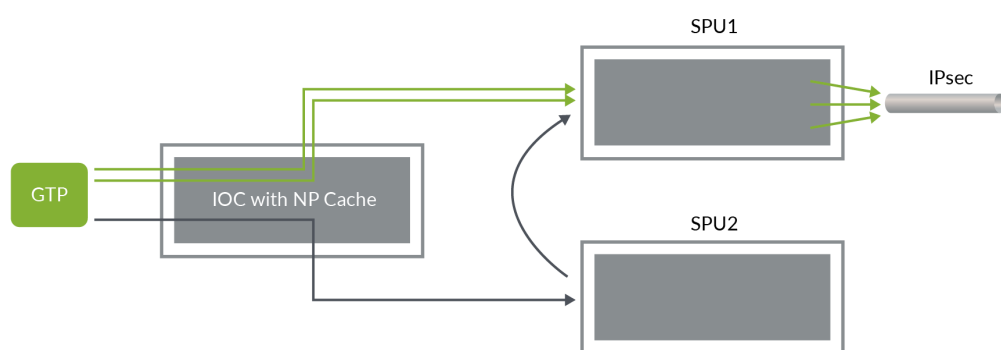 SPU1
IPsec
GTP
IOC with NP Cache
SPU2